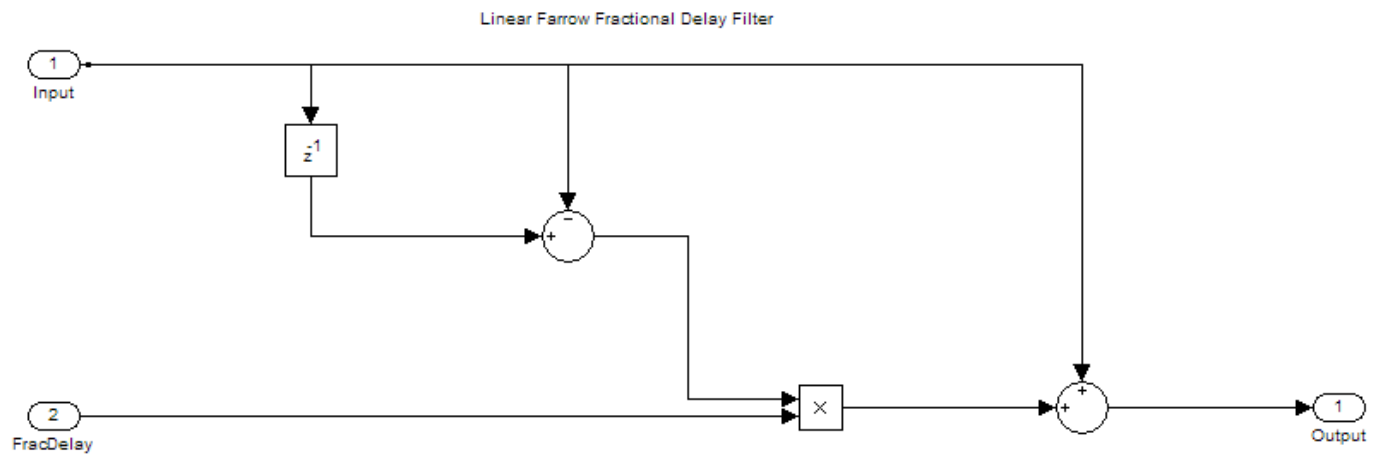 Linear Farrow Fractional Delay Filter
1
Input
z-1
-
+
2
FracDelay
×
+
+
1
Output